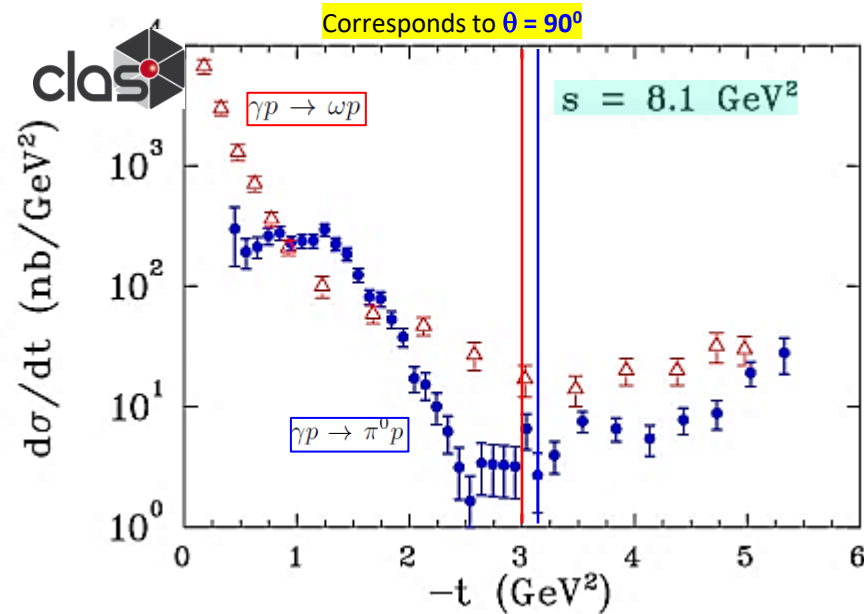 Corresponds to θ = 90⁰
clas
γp → ωp
s = 8.1 GeV²
10³
10²
10¹
10⁰
dσ/dt (nb/GeV²)
γp → π⁰p
0 1 2 3 4 5 6
−t (GeV²)